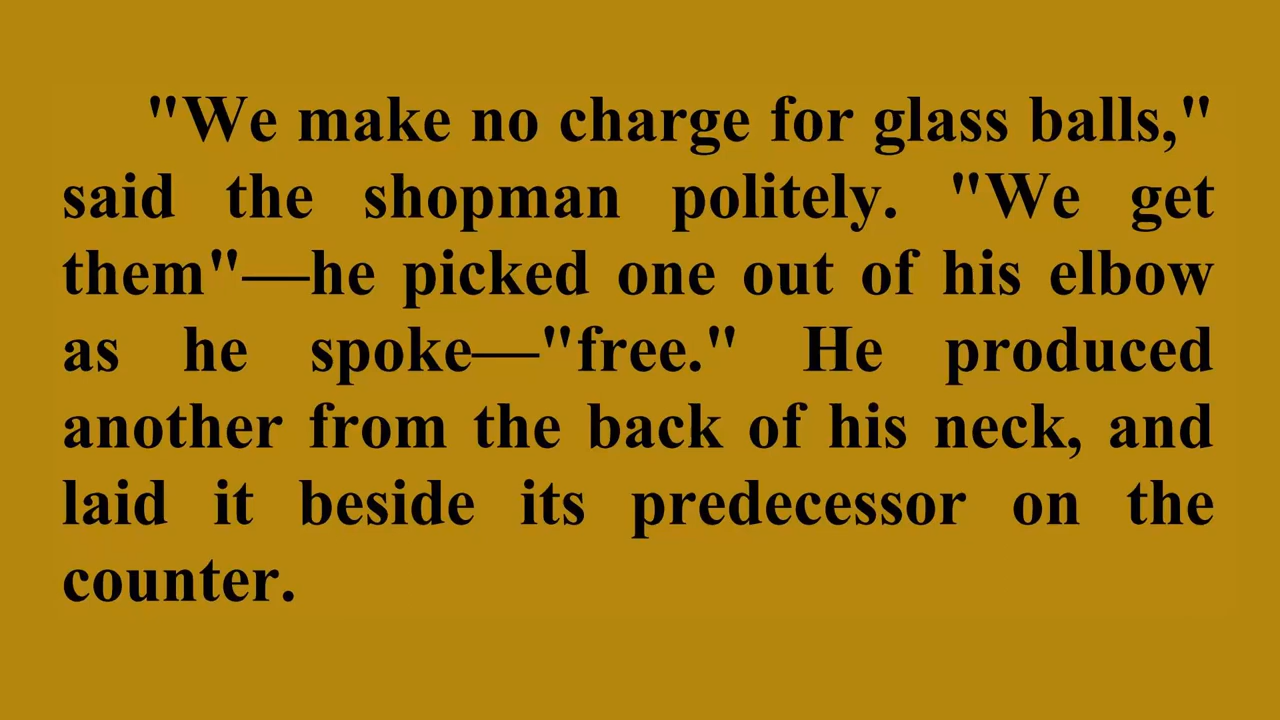 "We make no charge for glass balls,"
said the shopman politely. "We get
them"—he picked one out of his elbow
as he spoke—"free." He produced
another from the back of his neck, and
laid it beside its predecessor on the
counter.